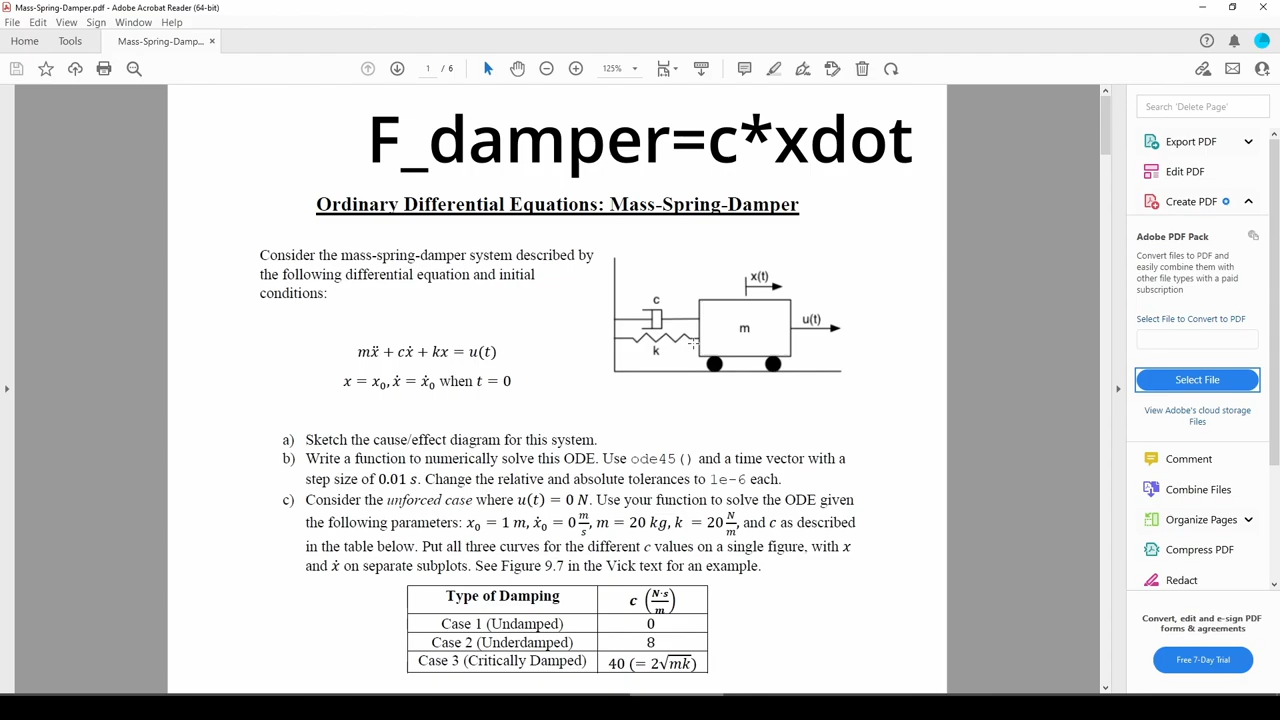 Mass-Spring-Damper.pdf - Adobe Acrobat Reader (64-bit)
File Edit View Sign Window Help
Home Tools Mass-Spring-Damp... ×
1 / 6 125%
F_damper=c*xdot
Ordinary Differential Equations: Mass-Spring-Damper
Consider the mass-spring-damper system described by
the following differential equation and initial
conditions:
mẍ + cẋ + kx = u(t)
x = x₀, ẋ = ẋ₀ when t = 0
x(t)
c
m
u(t)
k
a) Sketch the cause/effect diagram for this system.
b) Write a function to numerically solve this ODE. Use ode45() and a time vector with a
step size of 0.01 s. Change the relative and absolute tolerances to 1e-6 each.
c) Consider the unforced case where u(t) = 0 N. Use your function to solve the ODE given
the following parameters: x₀ = 1 m, ẋ₀ = 0 m/s, m = 20 kg, k = 20 N/m, and c as described
in the table below. Put all three curves for the different c values on a single figure, with x
and ẋ on separate subplots. See Figure 9.7 in the Vick text for an example.
Type of Damping c (N·s/m)
Case 1 (Undamped) 0
Case 2 (Underdamped) 8
Case 3 (Critically Damped) 40 (= 2√mk)
Search 'Delete Page'
Export PDF
Edit PDF
Create PDF
Adobe PDF Pack
Convert files to PDF and
easily combine them with
other file types with a paid
subscription
Select File to Convert to PDF
Select File
View Adobe's cloud storage
Files
Comment
Combine Files
Organize Pages
Compress PDF
Redact
Convert, edit and e-sign PDF
forms & agreements
Free 7-Day Trial